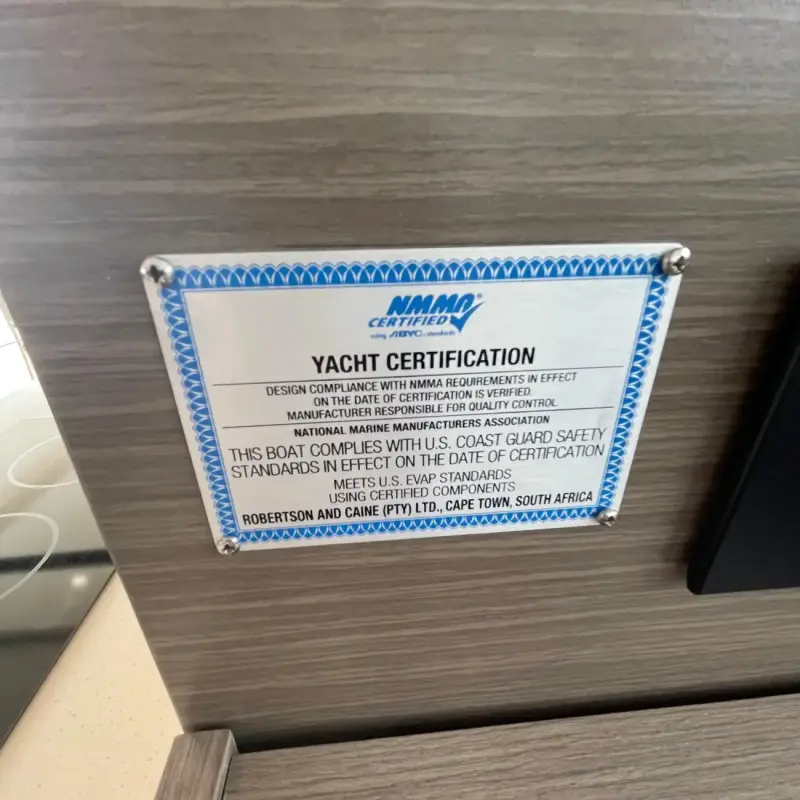 NMMA®
CERTIFIED
using ABYC standards
YACHT CERTIFICATION
DESIGN COMPLIANCE WITH NMMA REQUIREMENTS IN EFFECT
ON THE DATE OF CERTIFICATION IS VERIFIED.
MANUFACTURER RESPONSIBLE FOR QUALITY CONTROL
NATIONAL MARINE MANUFACTURERS ASSOCIATION
THIS BOAT COMPLIES WITH U.S. COAST GUARD SAFETY
STANDARDS IN EFFECT ON THE DATE OF CERTIFICATION
MEETS U.S. EVAP STANDARDS
USING CERTIFIED COMPONENTS
ROBERTSON AND CAINE (PTY) LTD., CAPE TOWN, SOUTH AFRICA